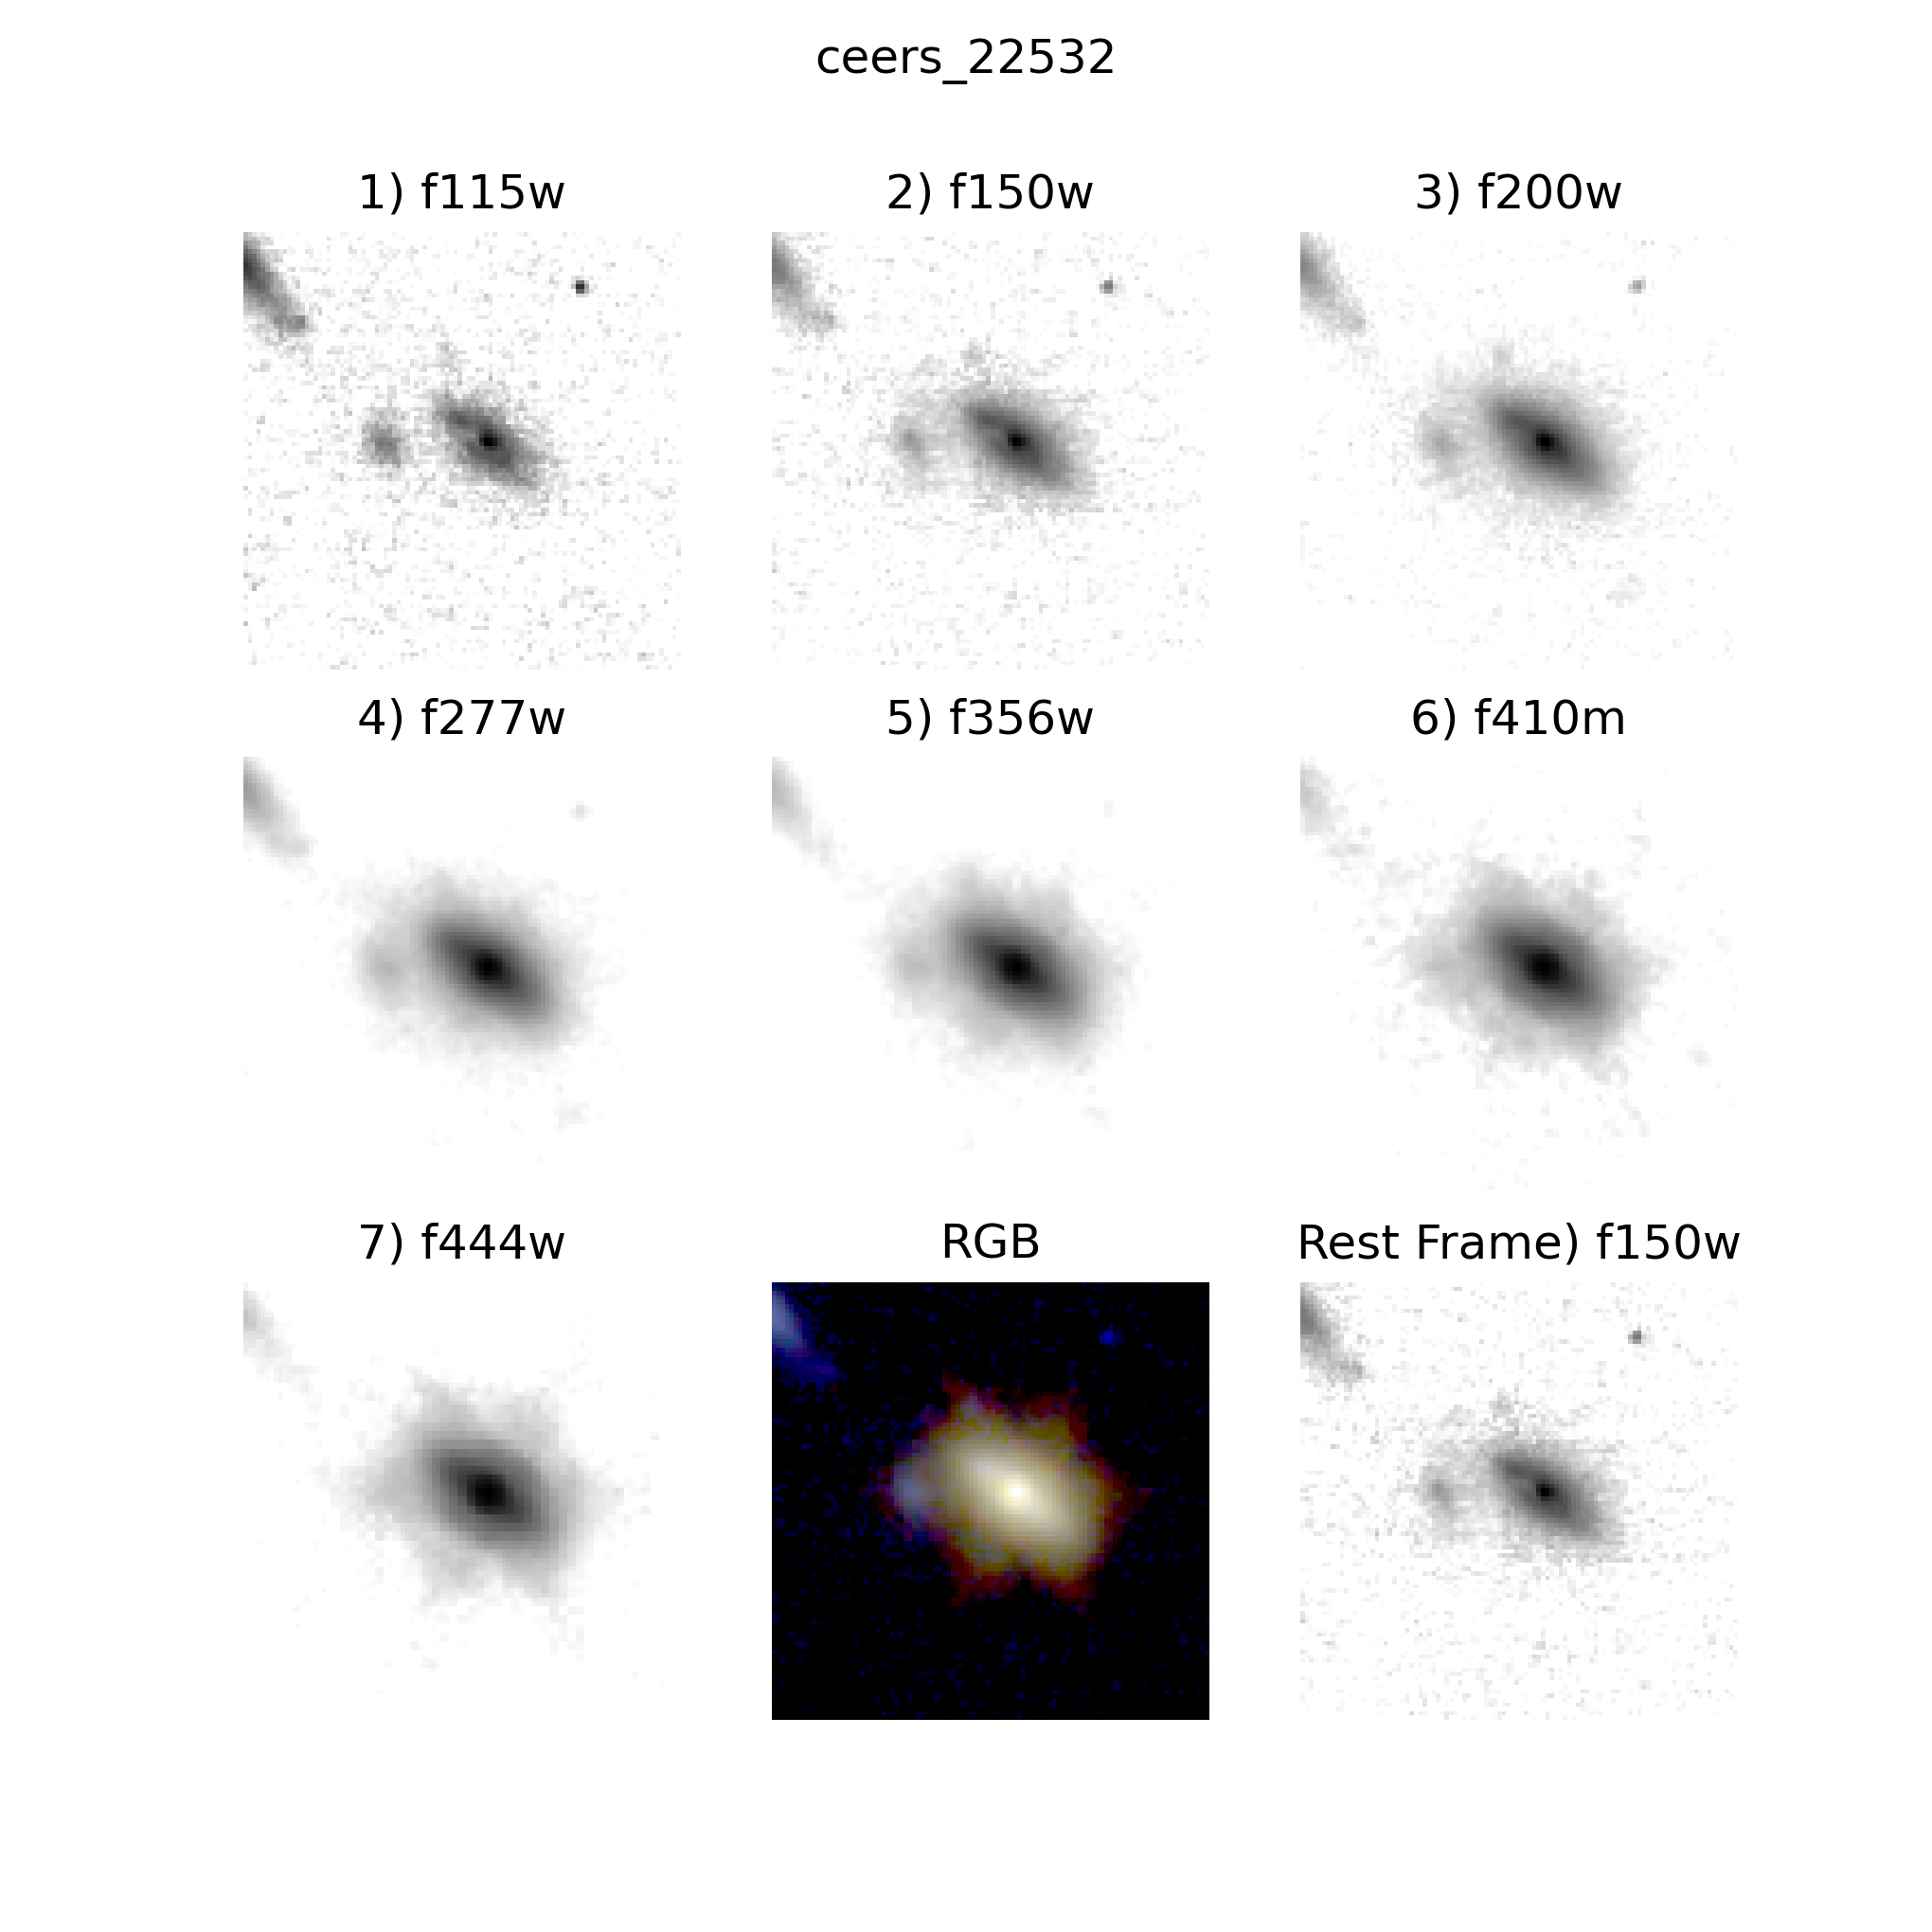 ceers_22532
1) f115w
2) f150w
3) f200w
4) f277w
5) f356w
6) f410m
7) f444w
RGB
Rest Frame) f150w